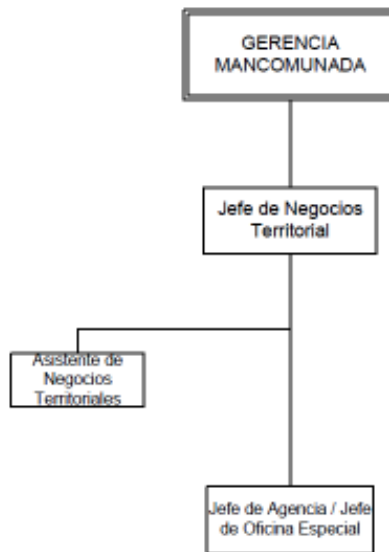 GERENCIA
MANCOMUNADA
Jefe de Negocios
Territorial
Asistente de
Negocios
Territoriales
Jefe de Agencia / Jefe
de Oficina Especial